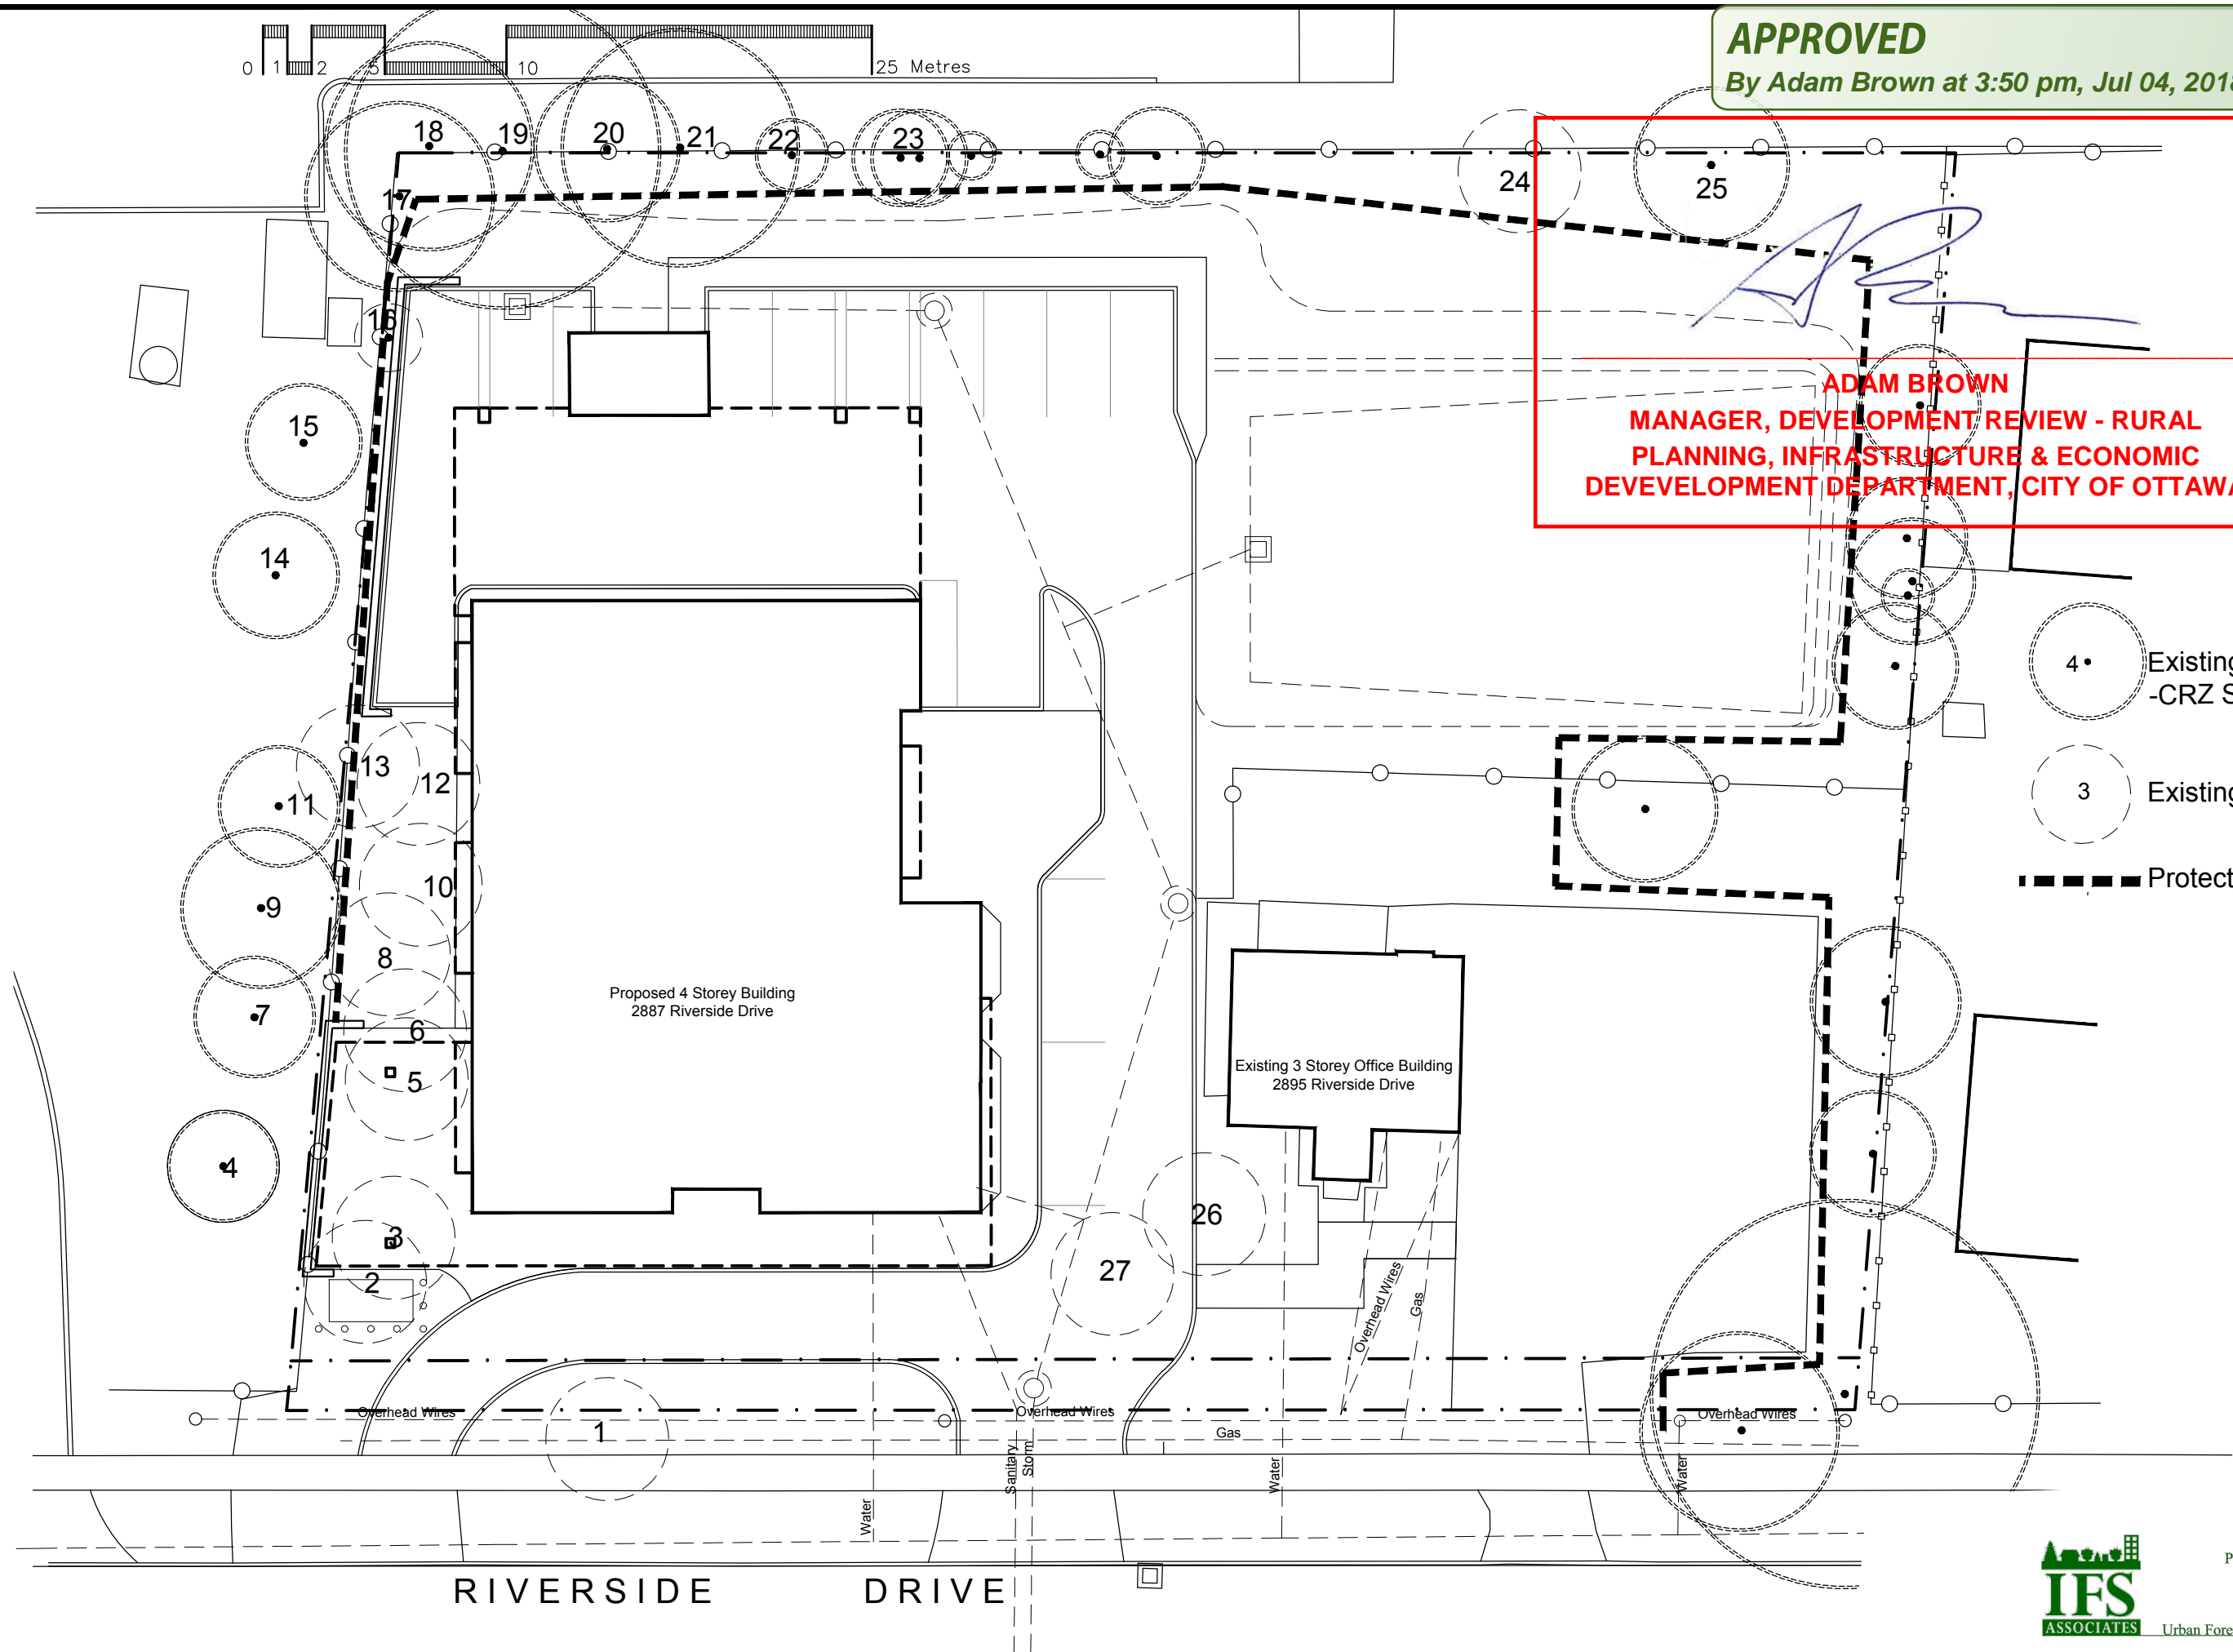 0 1 2 5 10 25 Metres
APPROVED
By Adam Brown at 3:50 pm, Jul 04, 2018
18 19 20 21 22 23
24 25
17
16
ADAM BROWN
MANAGER, DEVELOPMENT REVIEW - RURAL
PLANNING, INFRASTRUCTURE & ECONOMIC
DEVEVELOPMENT DEPARTMENT, CITY OF OTTAWA
15
14
4 Existing
-CRZ S
13 12
11
3 Existing
10
Protect
9
8
Proposed 4 Storey Building
2887 Riverside Drive
7
6
Existing 3 Storey Office Building
2895 Riverside Drive
5
4
26
3
27
2
Overhead Wires
Gas
Overhead Wires
Overhead Wires
Overhead Wires
1
Gas
Sanitary
Storm
Water
Water
Water
RIVERSIDE DRIVE
P
IFS
ASSOCIATES
Urban Fore